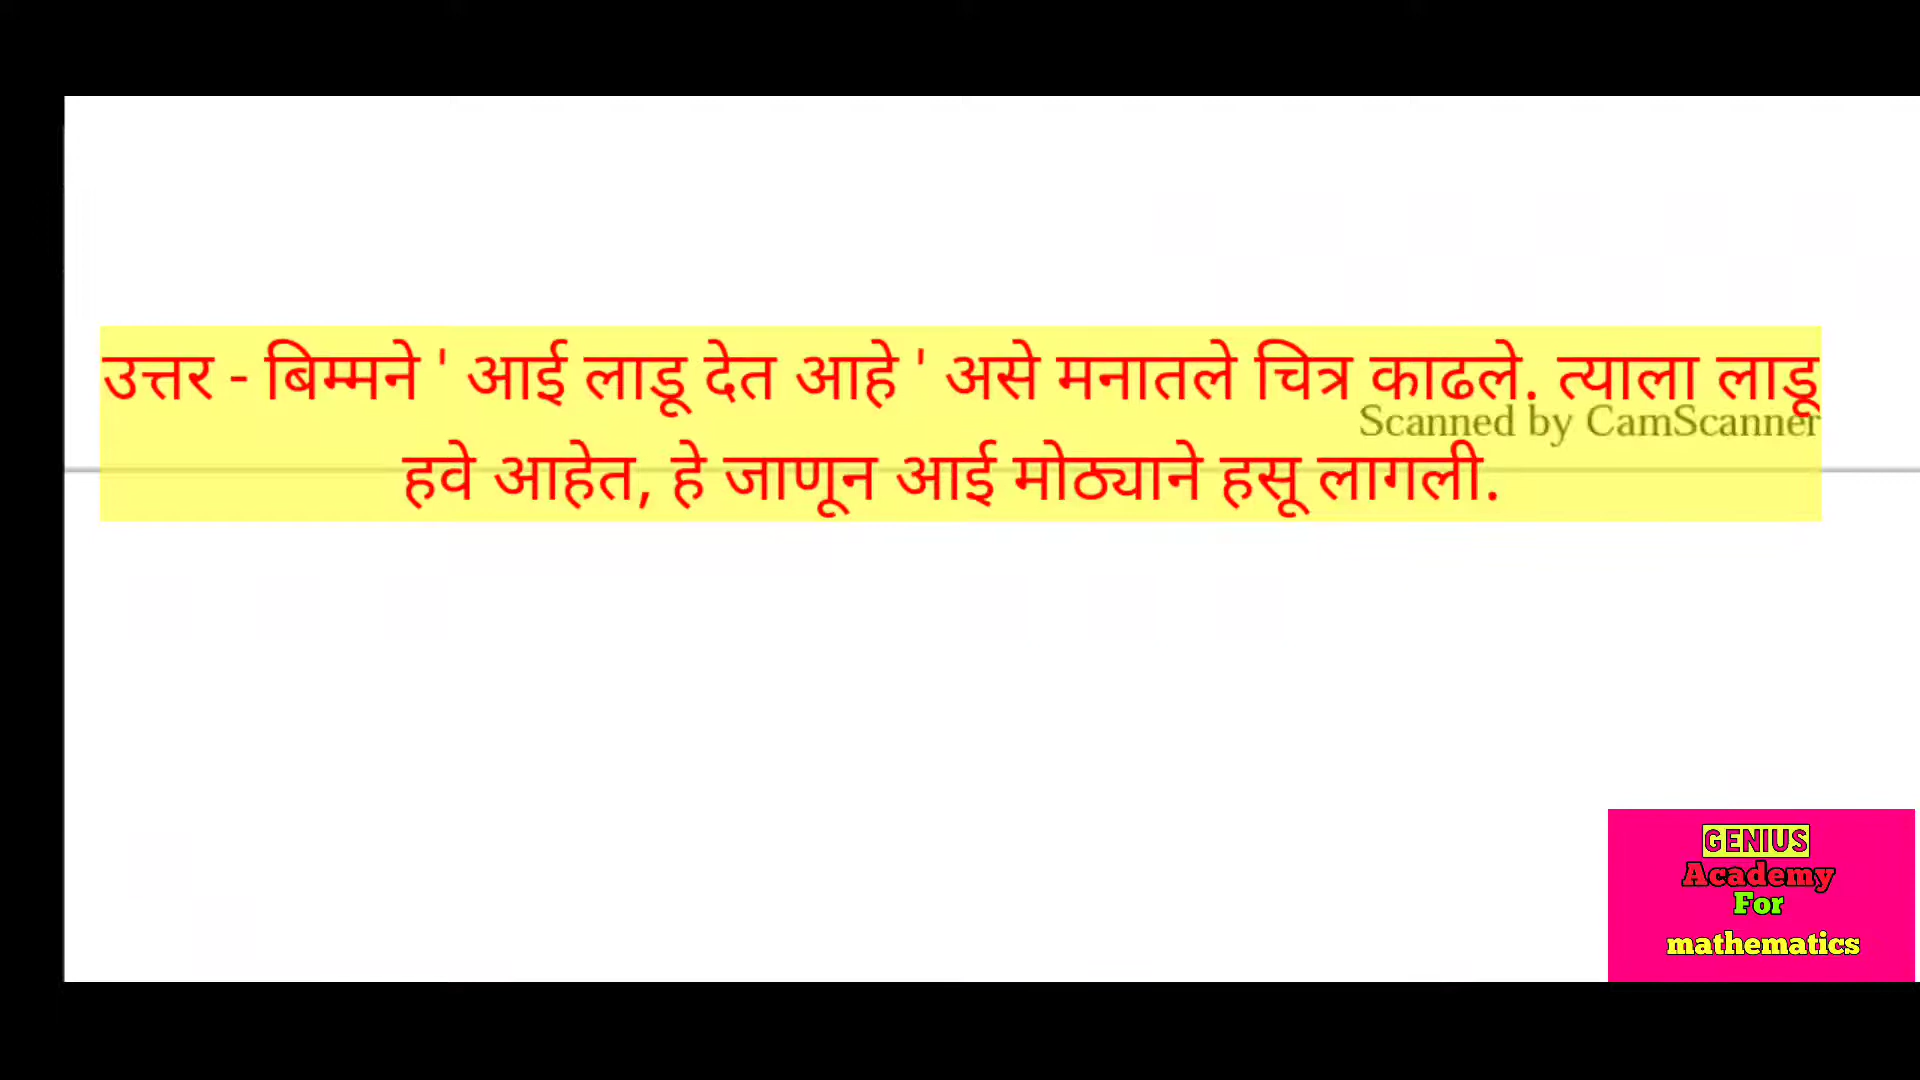 उत्तर - बिम्मने ' आई लाडू देत आहे ' असे मनातले चित्र काढले. त्याला लाडू
Scanned by CamScanner
हवे आहेत, हे जाणून आई मोठ्याने हसू लागली.
GENIUS
Academy
For
mathematics